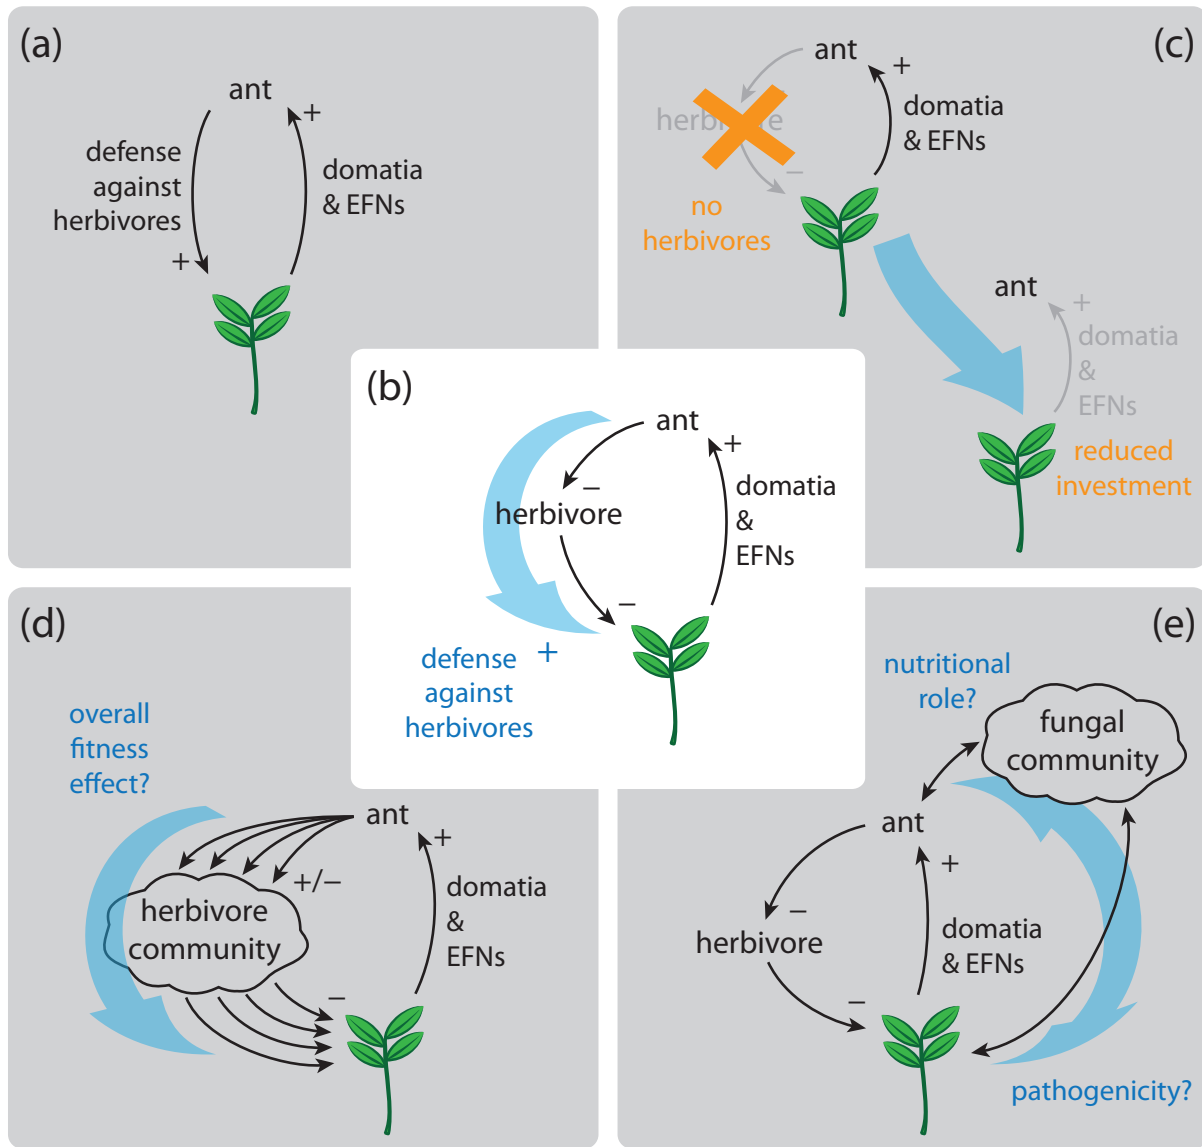 (a)
ant
+
defense
against
herbivores
domatia
& EFNs
+
(c)
ant
+
herbivore
domatia
& EFNs
−
no
herbivores
ant
+
domatia
&
EFNs
reduced
investment
(b)
ant
+
−
herbivore
domatia
&
EFNs
−
defense
against
herbivores
+
(d)
overall
fitness
effect?
ant
+
+/−
herbivore
community
domatia
&
EFNs
−
(e)
nutritional
role?
fungal
community
ant
+
−
herbivore
domatia
& EFNs
−
pathogenicity?